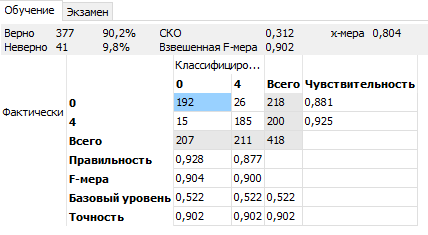 Обучение Экзамен
Верно 377 90,2% СКО 0,312 х-мера 0,804
Неверно 41 9,8% Взвешенная F-мера 0,902
Классифициро...
0 4 Всего Чувствительность
Фактически 0 192 26 218 0,881
4 15 185 200 0,925
Всего 207 211 418
Правильность 0,928 0,877
F-мера 0,904 0,900
Базовый уровень 0,522 0,522 0,522
Точность 0,902 0,902 0,902